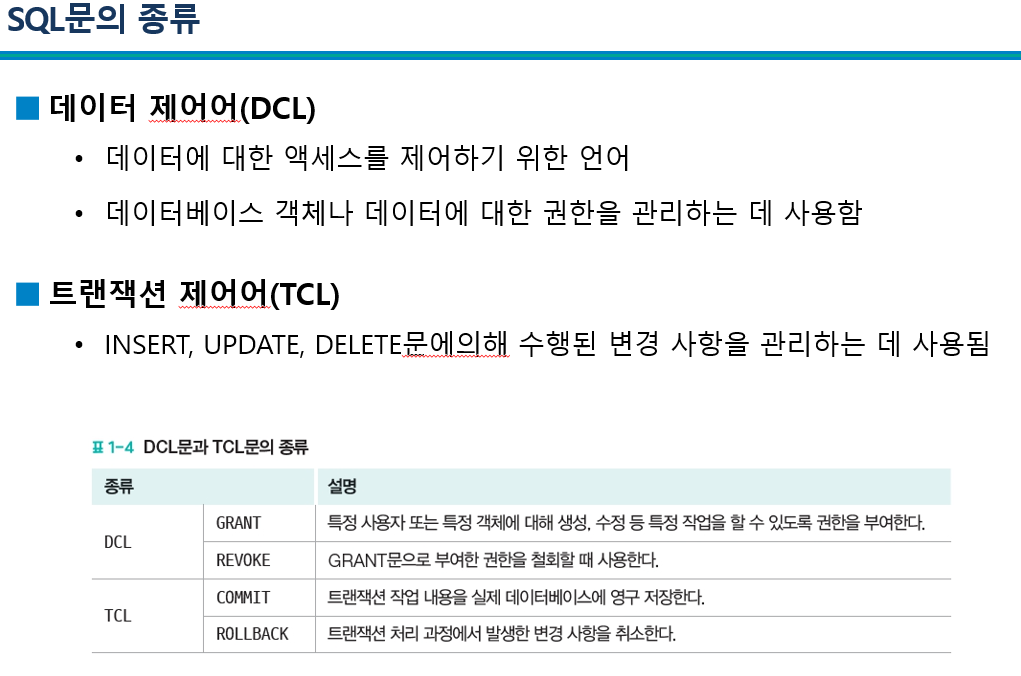 SQL문의 종류
데이터 제어어(DCL)
• 데이터에 대한 액세스를 제어하기 위한 언어
• 데이터베이스 객체나 데이터에 대한 권한을 관리하는 데 사용함
트랜잭션 제어어(TCL)
• INSERT, UPDATE, DELETE문에의해 수행된 변경 사항을 관리하는 데 사용됨
표 1-4 DCL문과 TCL문의 종류
종류 설명
DCL
GRANT 특정 사용자 또는 특정 객체에 대해 생성, 수정 등 특정 작업을 할 수 있도록 권한을 부여한다.
REVOKE GRANT문으로 부여한 권한을 철회할 때 사용한다.
TCL
COMMIT 트랜잭션 작업 내용을 실제 데이터베이스에 영구 저장한다.
ROLLBACK 트랜잭션 처리 과정에서 발생한 변경 사항을 취소한다.